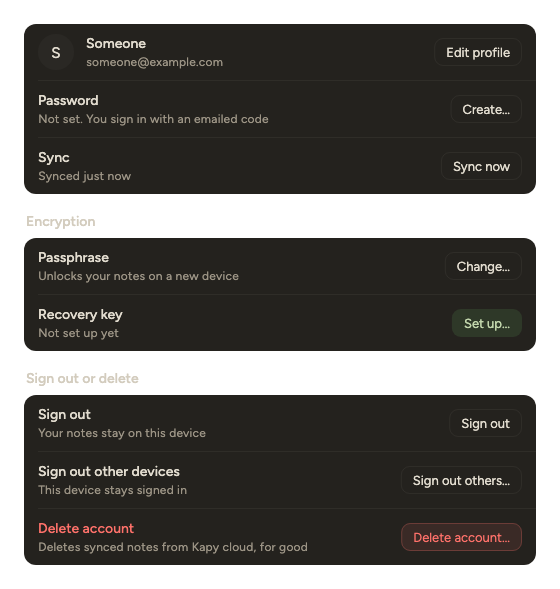 S
Someone
someone@example.com
Edit profile
Password
Not set. You sign in with an emailed code
Create...
Sync
Synced just now
Sync now
Encryption
Passphrase
Unlocks your notes on a new device
Change...
Recovery key
Not set up yet
Set up...
Sign out or delete
Sign out
Your notes stay on this device
Sign out
Sign out other devices
This device stays signed in
Sign out others...
Delete account
Deletes synced notes from Kapy cloud, for good
Delete account...